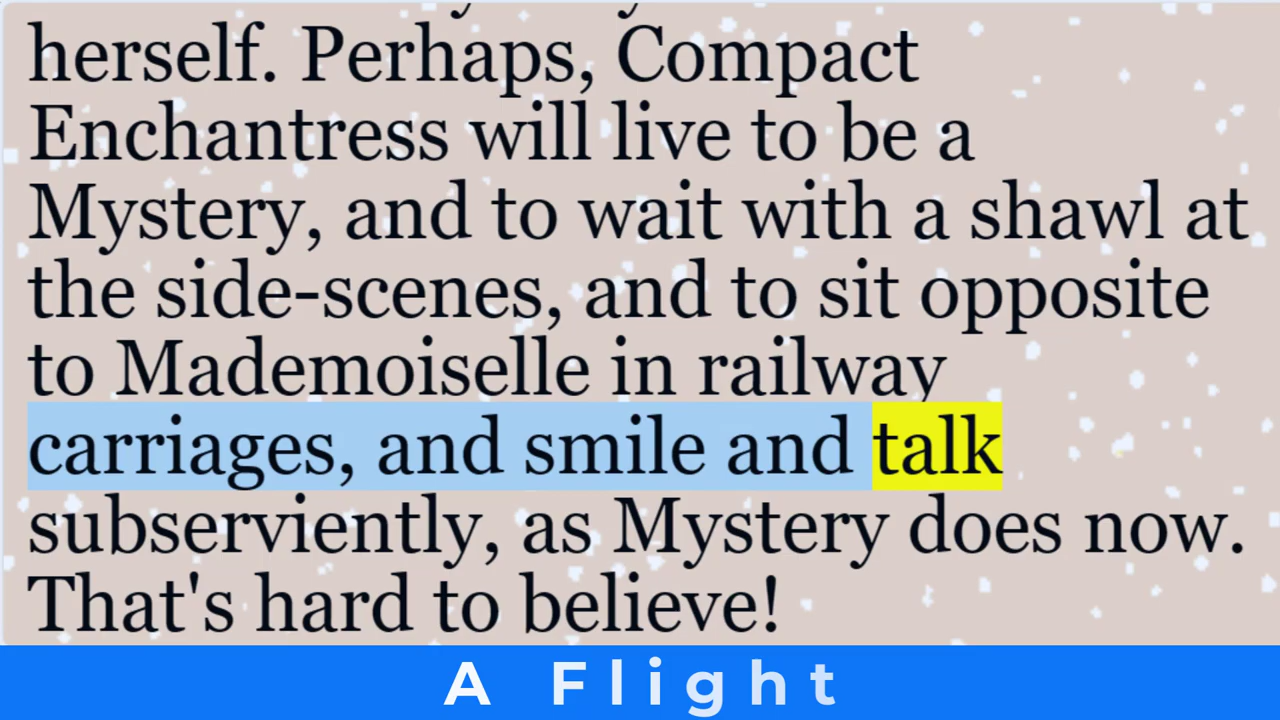 herself. Perhaps, Compact
Enchantress will live to be a
Mystery, and to wait with a shawl at
the side-scenes, and to sit opposite
to Mademoiselle in railway
carriages, and smile and talk
subserviently, as Mystery does now.
That's hard to believe!
A Flight